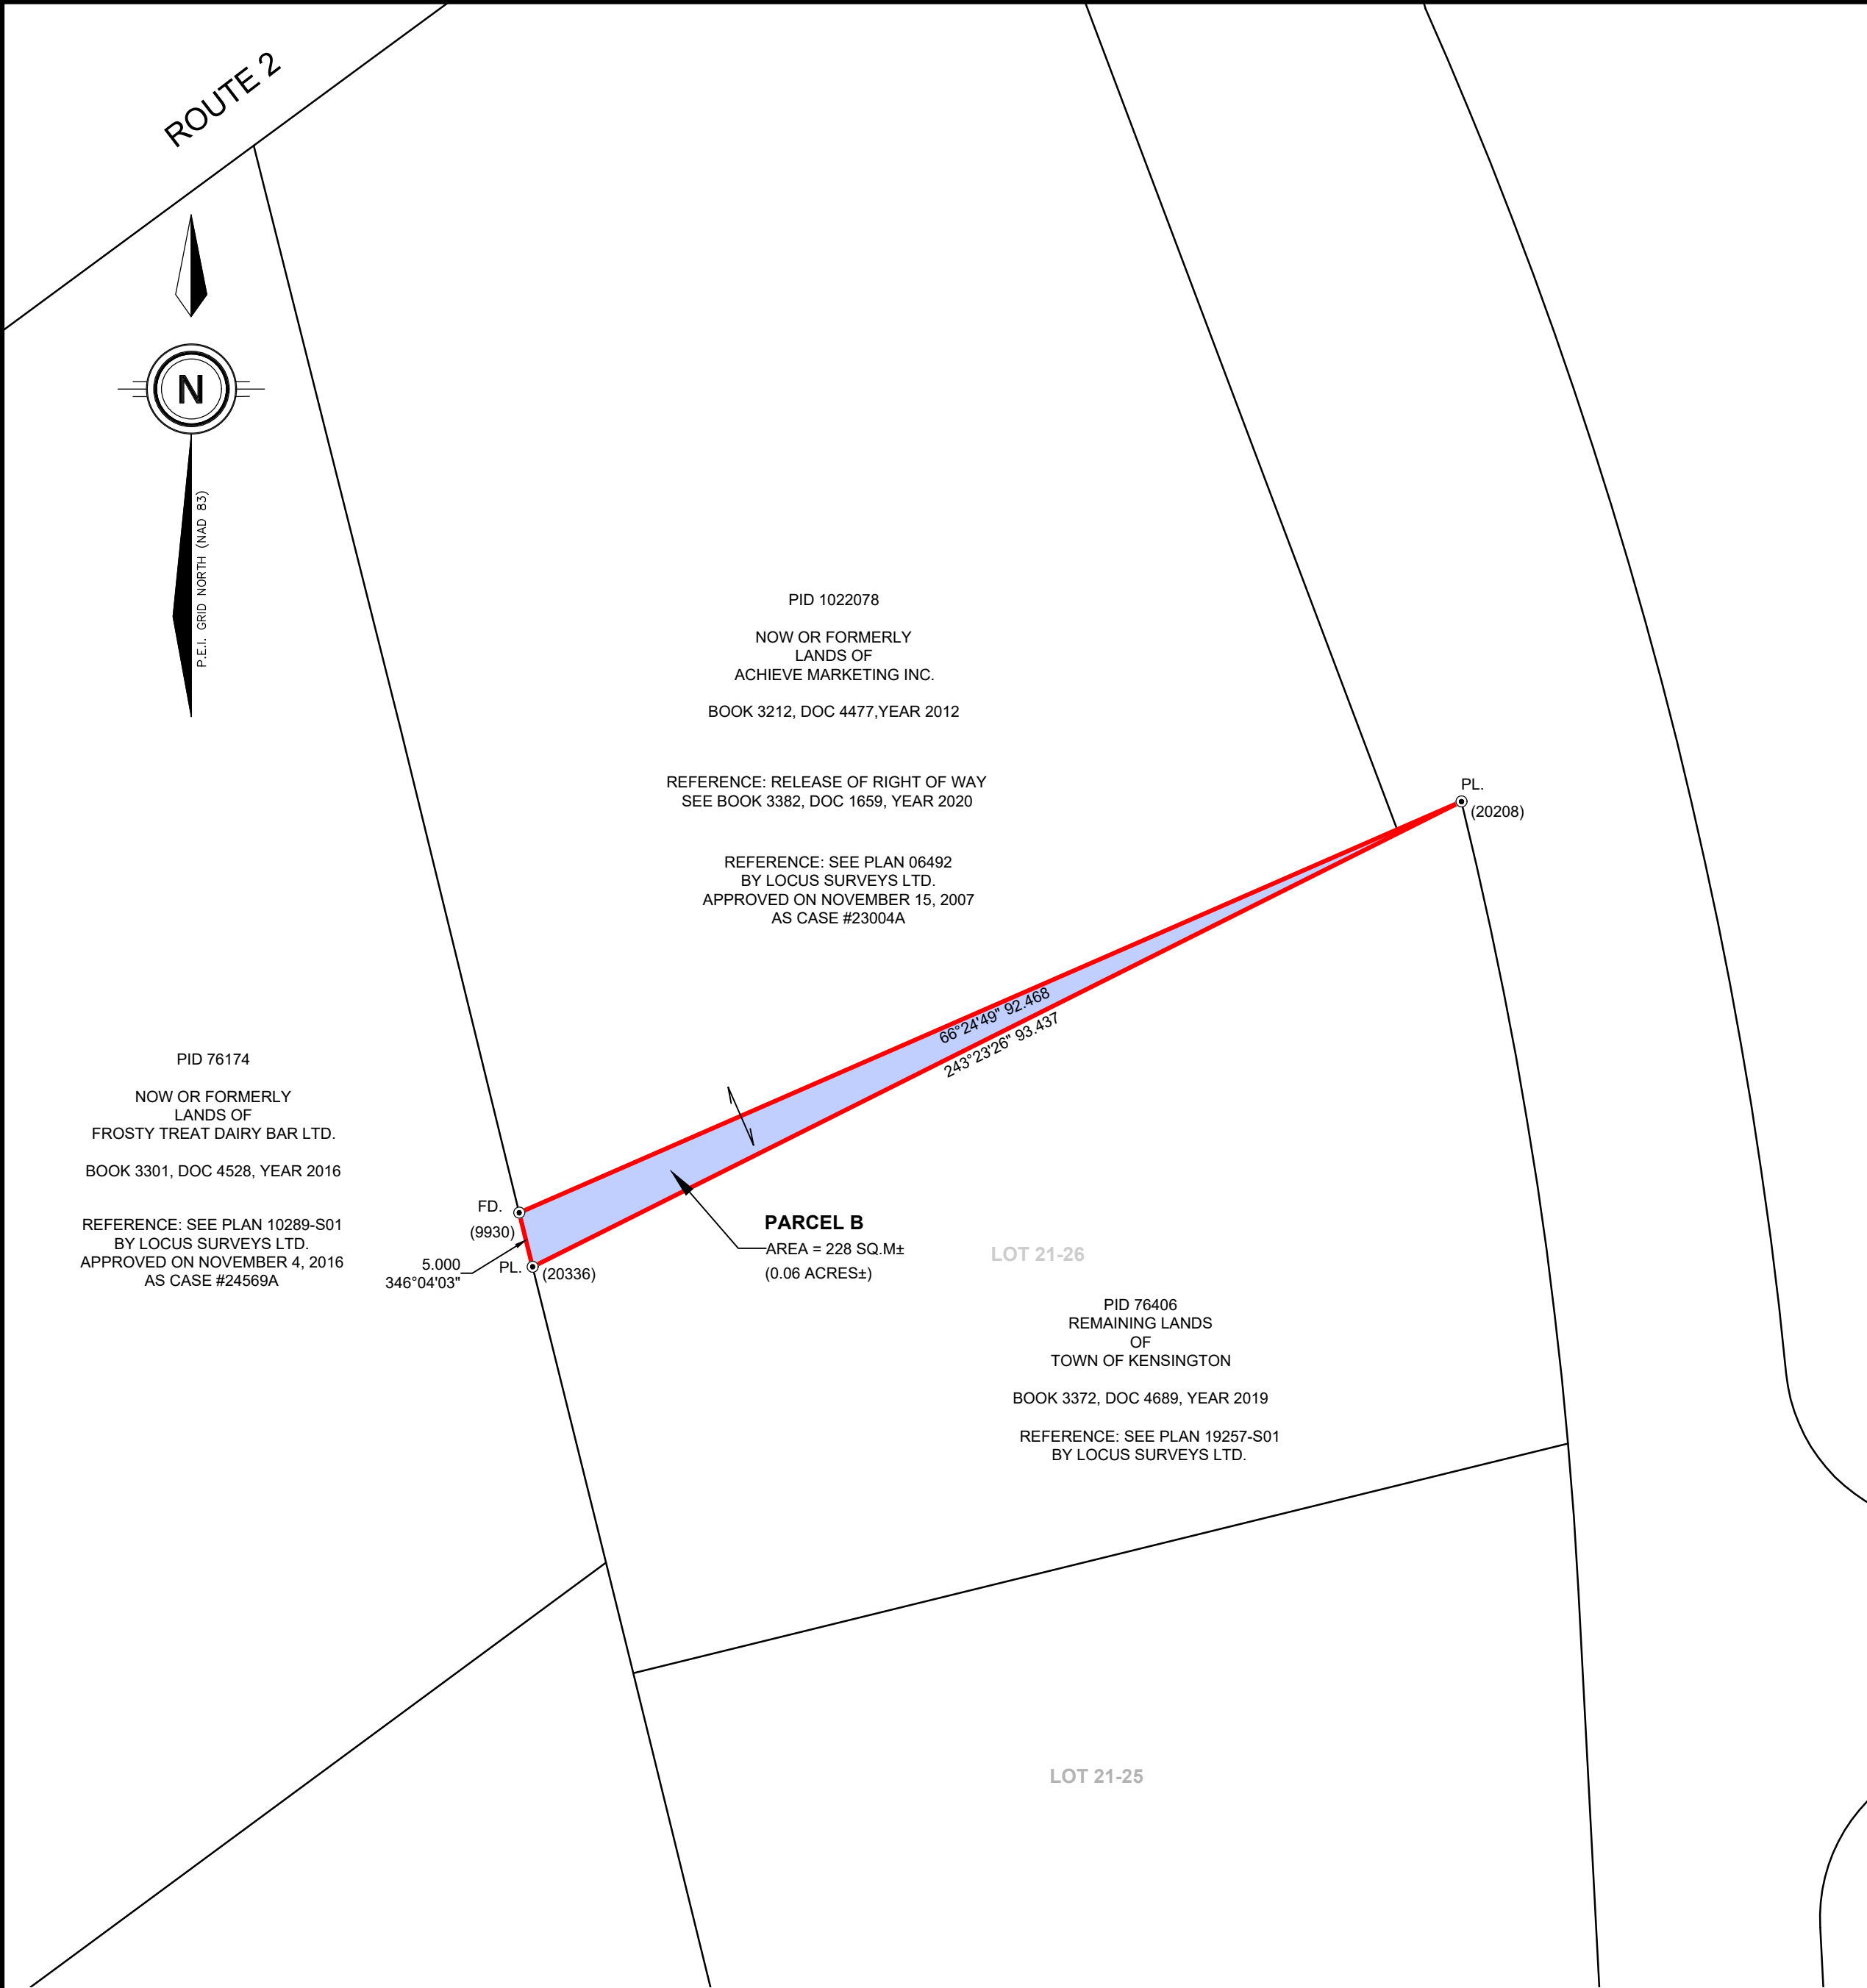 ROUTE 2
N
P.E.I. GRID NORTH (NAD 83)
PID 1022078
NOW OR FORMERLY
LANDS OF
ACHIEVE MARKETING INC.
BOOK 3212, DOC 4477,YEAR 2012
REFERENCE: RELEASE OF RIGHT OF WAY
SEE BOOK 3382, DOC 1659, YEAR 2020
REFERENCE: SEE PLAN 06492
BY LOCUS SURVEYS LTD.
APPROVED ON NOVEMBER 15, 2007
AS CASE #23004A
PL.
(20208)
66°24'49" 92.468
243°23'26" 93.437
PID 76174
NOW OR FORMERLY
LANDS OF
FROSTY TREAT DAIRY BAR LTD.
BOOK 3301, DOC 4528, YEAR 2016
REFERENCE: SEE PLAN 10289-S01
BY LOCUS SURVEYS LTD.
APPROVED ON NOVEMBER 4, 2016
AS CASE #24569A
FD.
(9930)
5.000
346°04'03"
PL.
(20336)
PARCEL B
AREA = 228 SQ.M±
(0.06 ACRES±)
LOT 21-26
PID 76406
REMAINING LANDS
OF
TOWN OF KENSINGTON
BOOK 3372, DOC 4689, YEAR 2019
REFERENCE: SEE PLAN 19257-S01
BY LOCUS SURVEYS LTD.
LOT 21-25